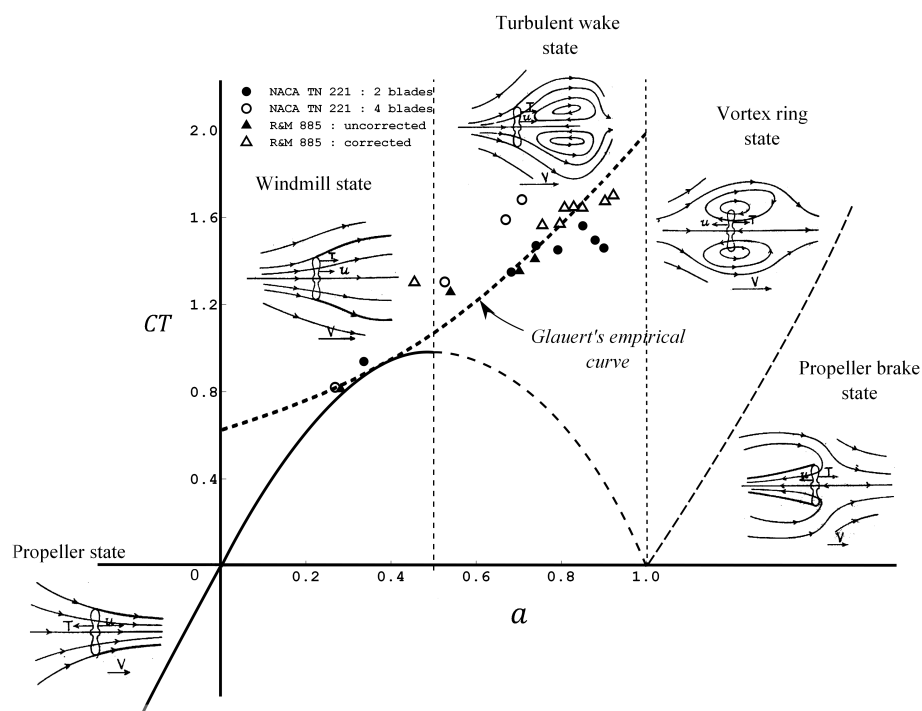 Turbulent wake
state
NACA TN 221 : 2 blades
NACA TN 221 : 4 blades
R&M 885 : uncorrected
R&M 885 : corrected
T
u
V
Vortex ring
state
u
T
V
Windmill state
T
u
V
2.0
1.6
1.2
CT
0.8
0.4
0
0.2
0.4
0.6
0.8
1.0
a
Glauert's empirical
curve
Propeller brake
state
u
T
V
Propeller state
T
u
V